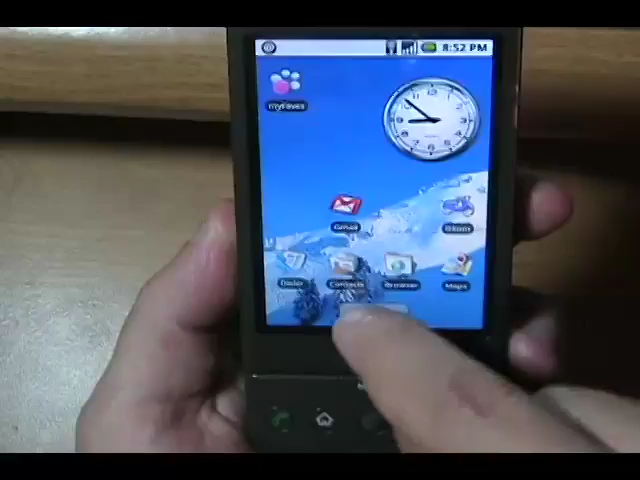 8:52 PM
myFaves
Gmail
Dialer
Contacts
Browser
Maps